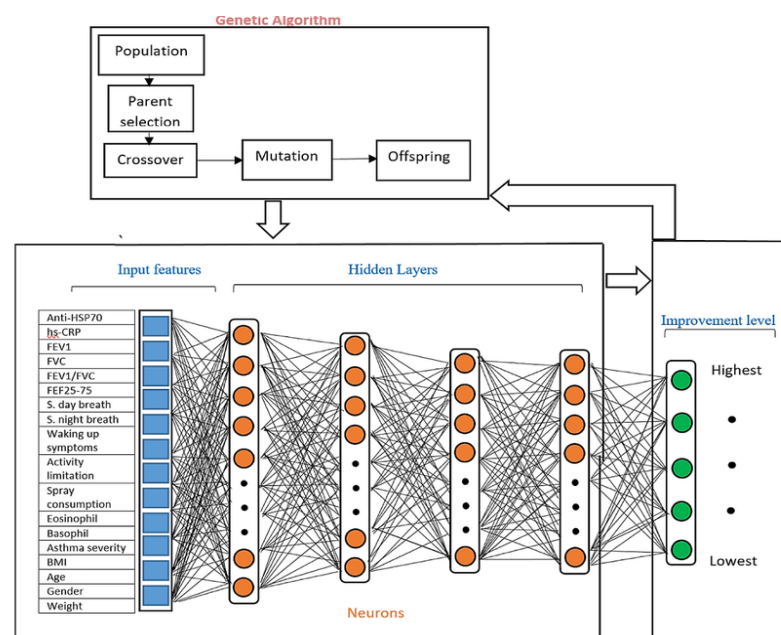 Genetic Algorithm
Population
Parent
selection
Crossover
Mutation
Offspring
Input features
Hidden Layers
Improvement level
Anti-HSP70
hs-CRP
FEV1
FVC
FEV1/FVC
FEF25-75
S. day breath
S. night breath
Waking up
symptoms
Activity
limitation
Spray
consumption
Eosinophil
Basophil
Asthma severity
BMI
Age
Gender
Weight
Highest
Lowest
Neurons